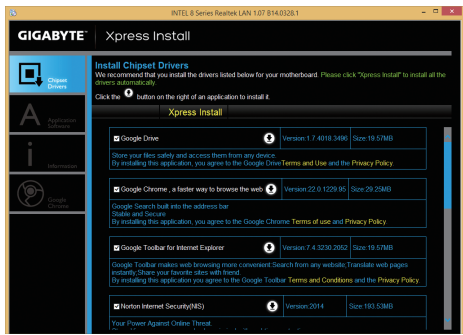 INTEL 8 Series Realtek LAN 1.07 B14.0328.1
GIGABYTE™ Xpress Install
Chipset
Drivers
Application
Software
Information
Google
Chrome
Install Chipset Drivers
We recommend that you install the drivers listed below for your motherboard. Please click "Xpress Install" to install all the
drivers automatically.
Click the button on the right of an application to install it.
Xpress Install
Google Drive Version:1.7.4018.3496 Size:19.57MB
Store your files safely and access them from any device.
By installing this application, you agree to the Google DriveTerms and Use and the Privacy Policy.
Google Chrome , a faster way to browse the web Version:22.0.1229.95 Size:29.25MB
Google Search built into the address bar
Stable and Secure
By installing this application, you agree to the Google Chrome Terms of use and Privacy Policy.
Google Toolbar for Internet Explorer Version:7.4.3230.2052 Size:19.57MB
Google Toolbar makes web browsing more convenient.Search from any website,Translate web pages
instantly,Share your favorite sites with friend.
By installing this application, you agree to the Google Toolbar Terms and Conditions and the Privacy Policy.
Norton Internet Security(NIS) Version:2014 Size:193.53MB
Your Power Against Online Threat.